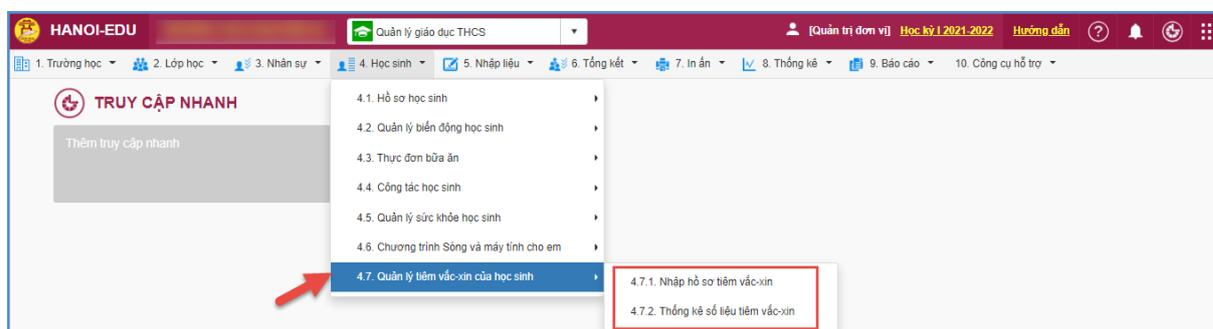 HANOI-EDU Quản lý giáo dục THCS [Quản trị đơn vị] Học kỳ I 2021-2022 Hướng dẫn ?
1. Trường học 2. Lớp học 3. Nhân sự 4. Học sinh 5. Nhập liệu 6. Tổng kết 7. In ấn 8. Thống kê 9. Báo cáo 10. Công cụ hỗ trợ
TRUY CẬP NHANH
Thêm truy cập nhanh
4.1. Hồ sơ học sinh
4.2. Quản lý biến động học sinh
4.3. Thực đơn bữa ăn
4.4. Công tác học sinh
4.5. Quản lý sức khỏe học sinh
4.6. Chương trình Sóng và máy tính cho em
4.7. Quản lý tiêm vắc-xin của học sinh
4.7.1. Nhập hồ sơ tiêm vắc-xin
4.7.2. Thống kê số liệu tiêm vắc-xin